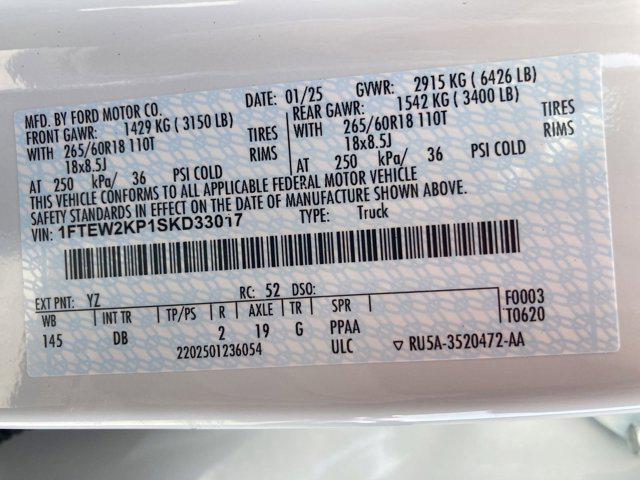 MFD. BY FORD MOTOR CO. DATE: 01/25 GVWR: 2915 KG ( 6426 LB)
FRONT GAWR: 1429 KG ( 3150 LB) REAR GAWR: 1542 KG ( 3400 LB)
WITH 265/60R18 110T TIRES WITH 265/60R18 110T TIRES
18x8.5J RIMS 18x8.5J RIMS
AT 250 kPa/ 36 PSI COLD AT 250 kPa/ 36 PSI COLD
THIS VEHICLE CONFORMS TO ALL APPLICABLE FEDERAL MOTOR VEHICLE
SAFETY STANDARDS IN EFFECT ON THE DATE OF MANUFACTURE SHOWN ABOVE.
VIN: 1FTEW2KP1SKD33017 TYPE: Truck
EXT PNT: YZ RC: 52 DSO:
WB INT TR TP/PS R AXLE TR SPR F0003
145 DB 2 19 G PPAA T0620
2202501236054 ULC ▽ RU5A-3520472-AA